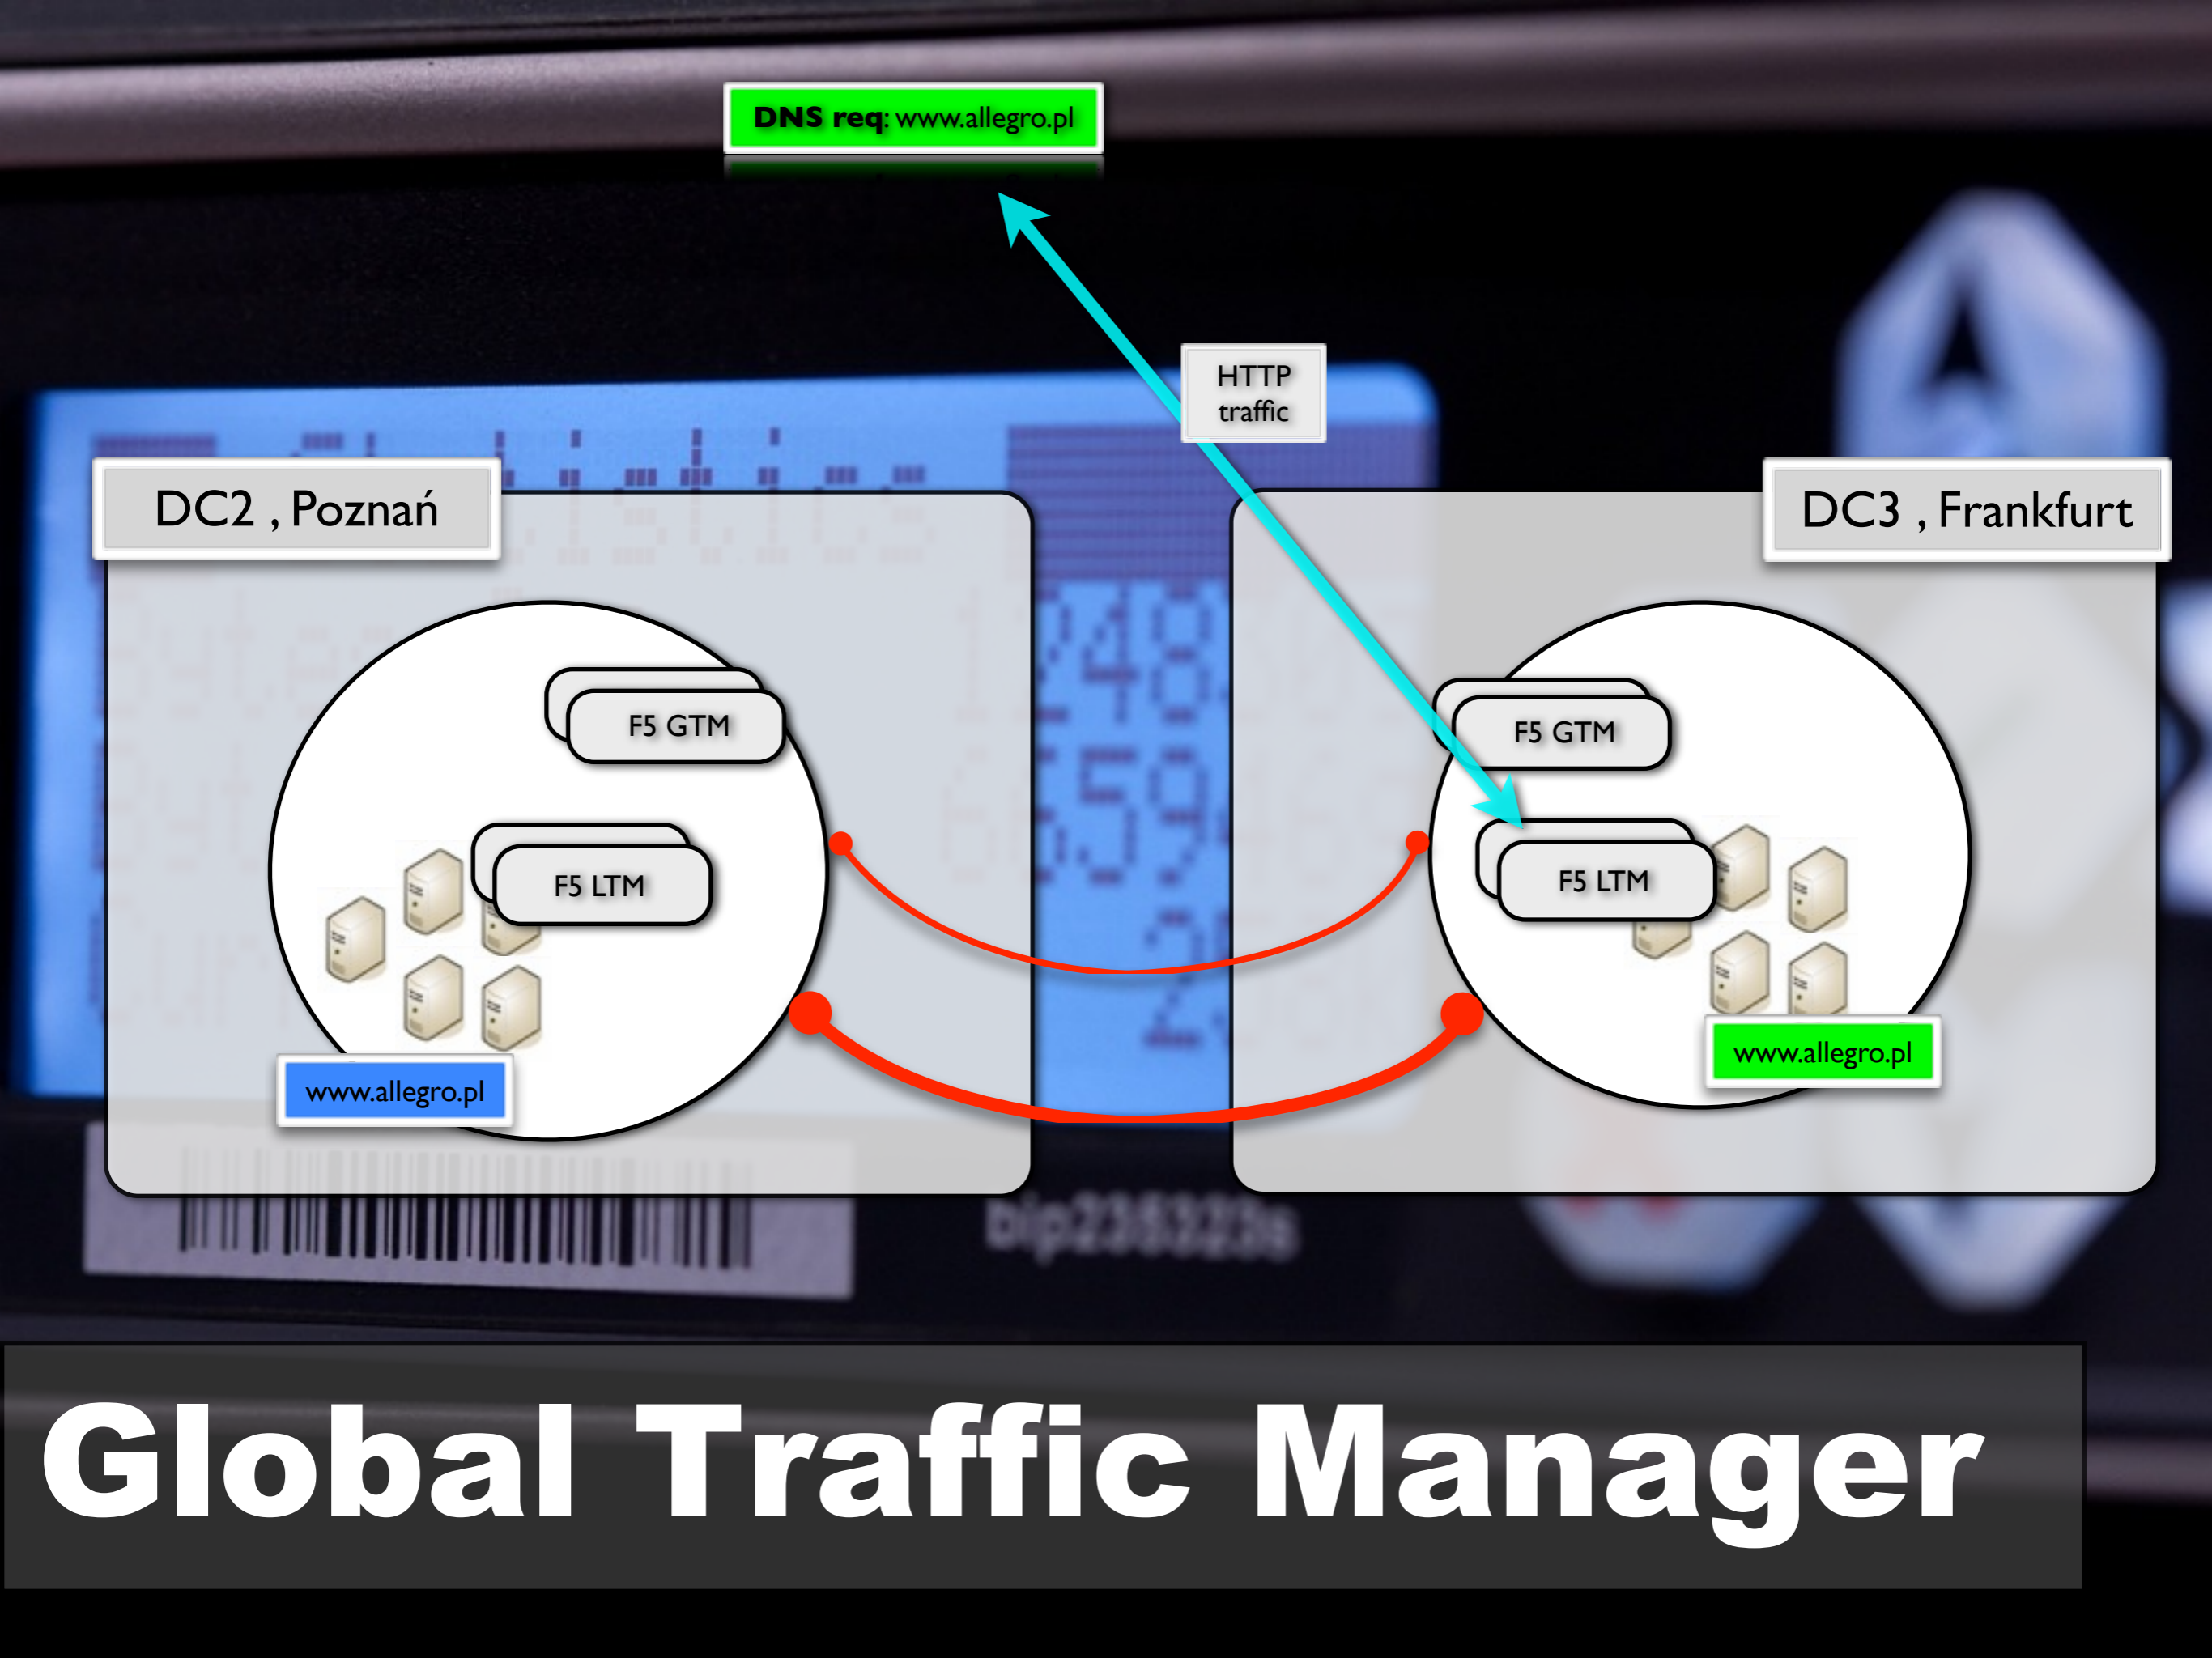 DNS req: www.allegro.pl
HTTP
traffic
DC2 , Poznań
DC3 , Frankfurt
F5 GTM
F5 GTM
F5 LTM
F5 LTM
www.allegro.pl
www.allegro.pl
bip235323s
Global Traffic Manager